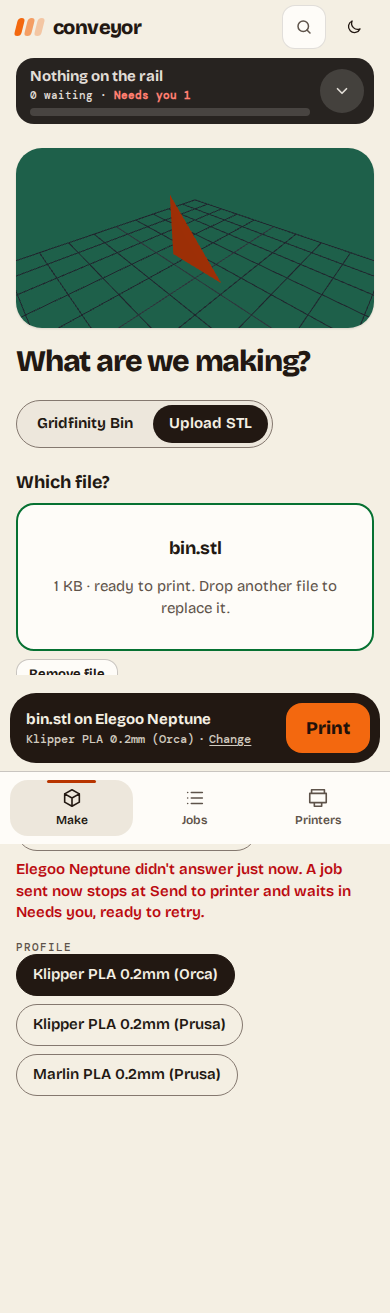 conveyor
Nothing on the rail
0 waiting · Needs you 1
What are we making?
Gridfinity Bin
Upload STL
Which file?
bin.stl
1 KB · ready to print. Drop another file to
replace it.
Remove file
bin.stl on Elegoo Neptune
Klipper PLA 0.2mm (Orca) · Change
Print
Make
Jobs
Printers
Elegoo Neptune didn't answer just now. A job
sent now stops at Send to printer and waits in
Needs you, ready to retry.
PROFILE
Klipper PLA 0.2mm (Orca)
Klipper PLA 0.2mm (Prusa)
Marlin PLA 0.2mm (Prusa)